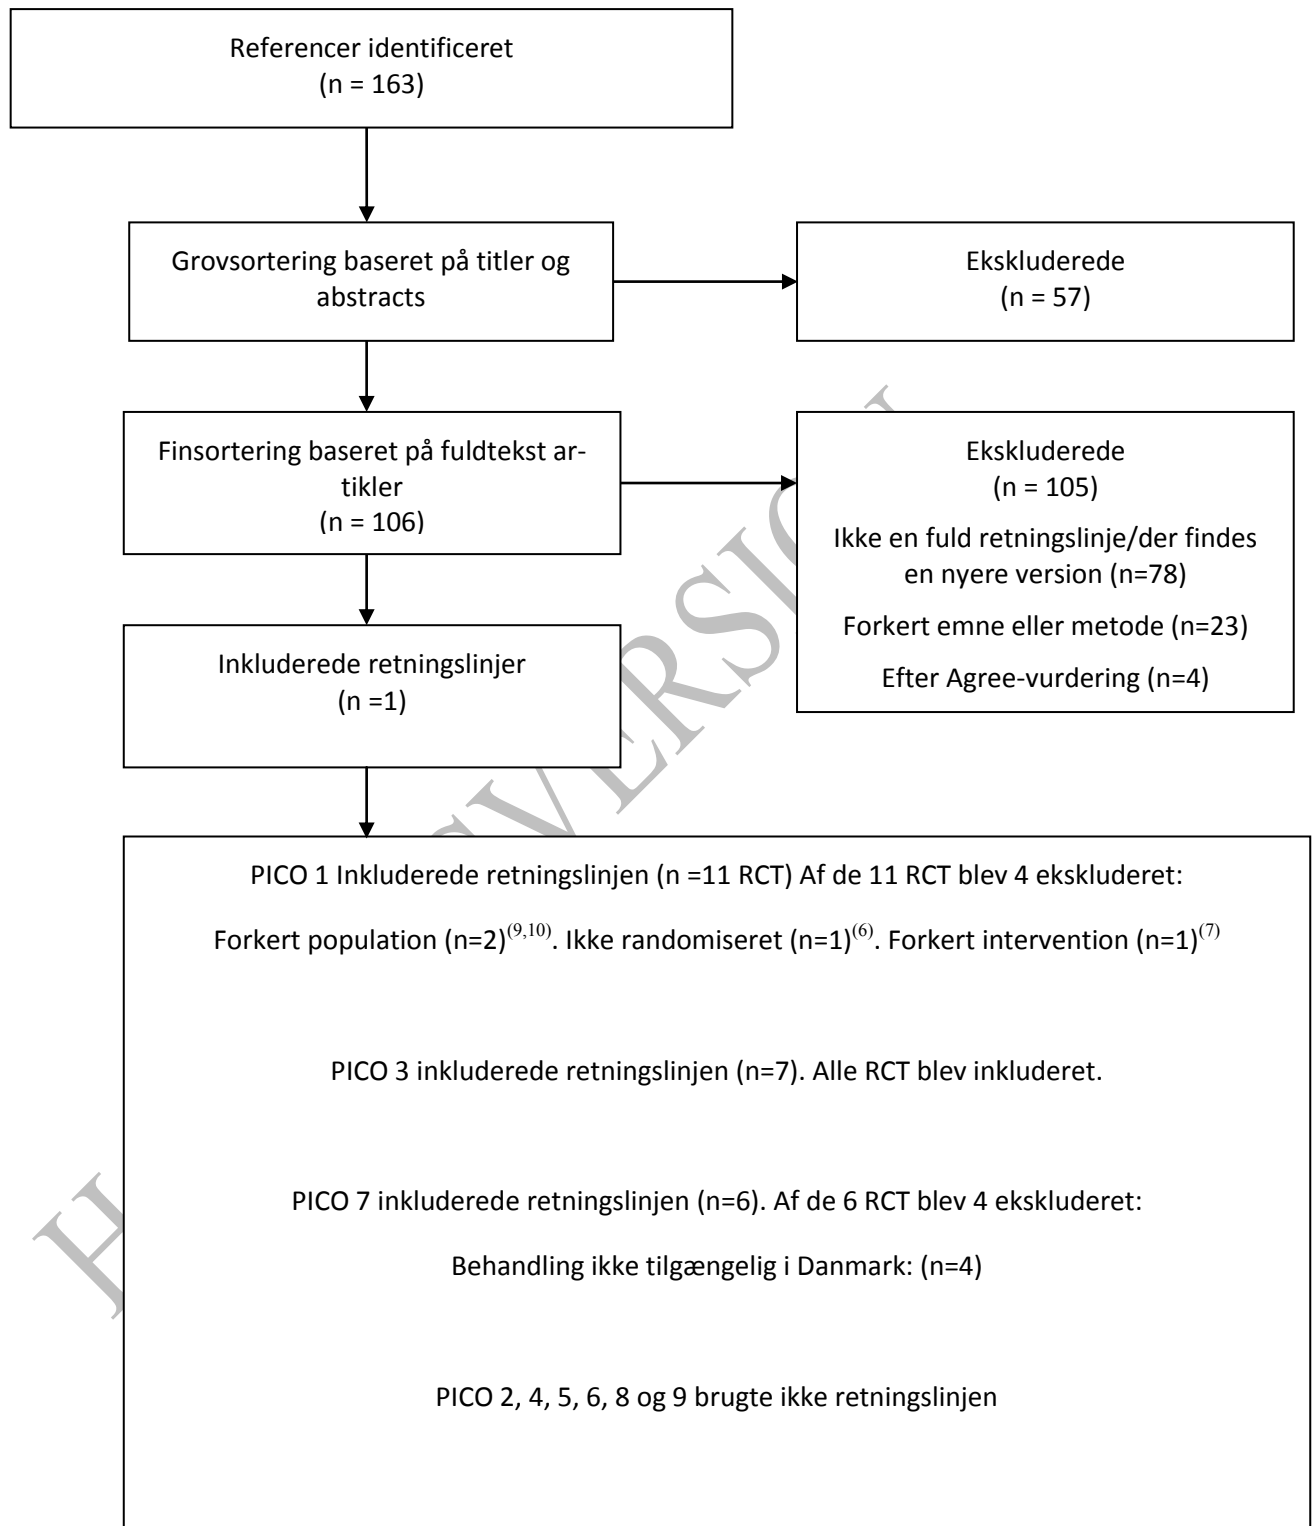 Referencer identificeret
(n = 163)
Grovsortering baseret på titler og
abstracts
Ekskluderede
(n = 57)
Finsortering baseret på fuldtekst ar-
tikler
(n = 106)
Ekskluderede
(n = 105)
Ikke en fuld retningslinje/der findes
en nyere version (n=78)
Forkert emne eller metode (n=23)
Efter Agree-vurdering (n=4)
Inkluderede retningslinjer
(n =1)
PICO 1 Inkluderede retningslinjen (n =11 RCT) Af de 11 RCT blev 4 ekskluderet:
Forkert population (n=2)(9,10). Ikke randomiseret (n=1)(6). Forkert intervention (n=1)(7)
PICO 3 inkluderede retningslinjen (n=7). Alle RCT blev inkluderet.
PICO 7 inkluderede retningslinjen (n=6). Af de 6 RCT blev 4 ekskluderet:
Behandling ikke tilgængelig i Danmark: (n=4)
PICO 2, 4, 5, 6, 8 og 9 brugte ikke retningslinjen